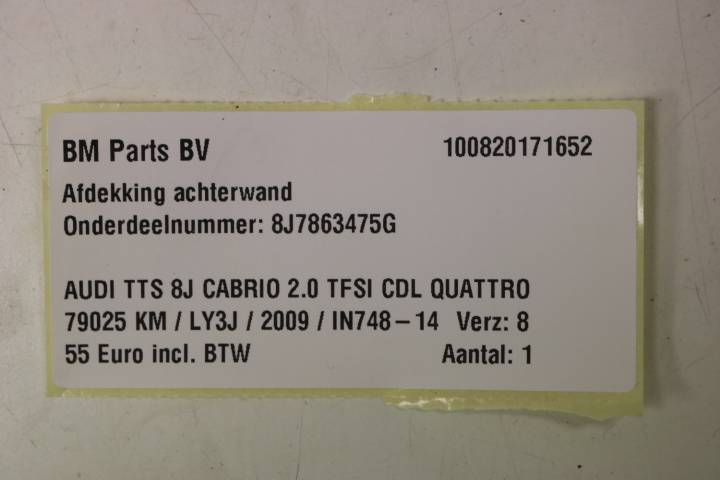 BM Parts BV 100820171652
Afdekking achterwand
Onderdeelnummer: 8J7863475G
AUDI TTS 8J CABRIO 2.0 TFSI CDL QUATTRO
79025 KM / LY3J / 2009 / IN748-14 Verz: 8
55 Euro incl. BTW Aantal: 1